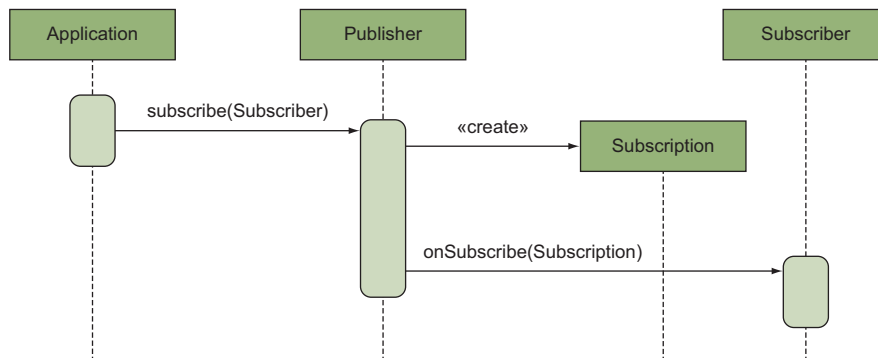 Application
Publisher
Subscriber
subscribe(Subscriber)
«create»
Subscription
onSubscribe(Subscription)